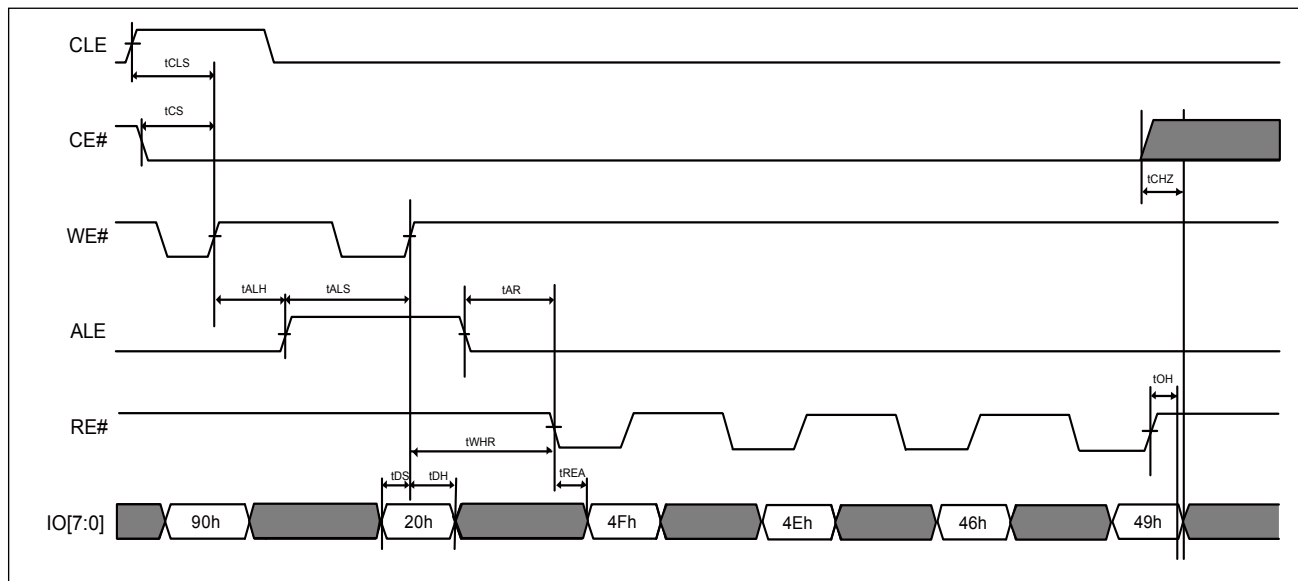 CLE
tCLS
tCS
CE#
tCHZ
WE#
tALH tALS tAR
ALE
tOH
RE#
tWHR
tDS tDH tREA
IO[7:0] 90h 20h 4Fh 4Eh 46h 49h